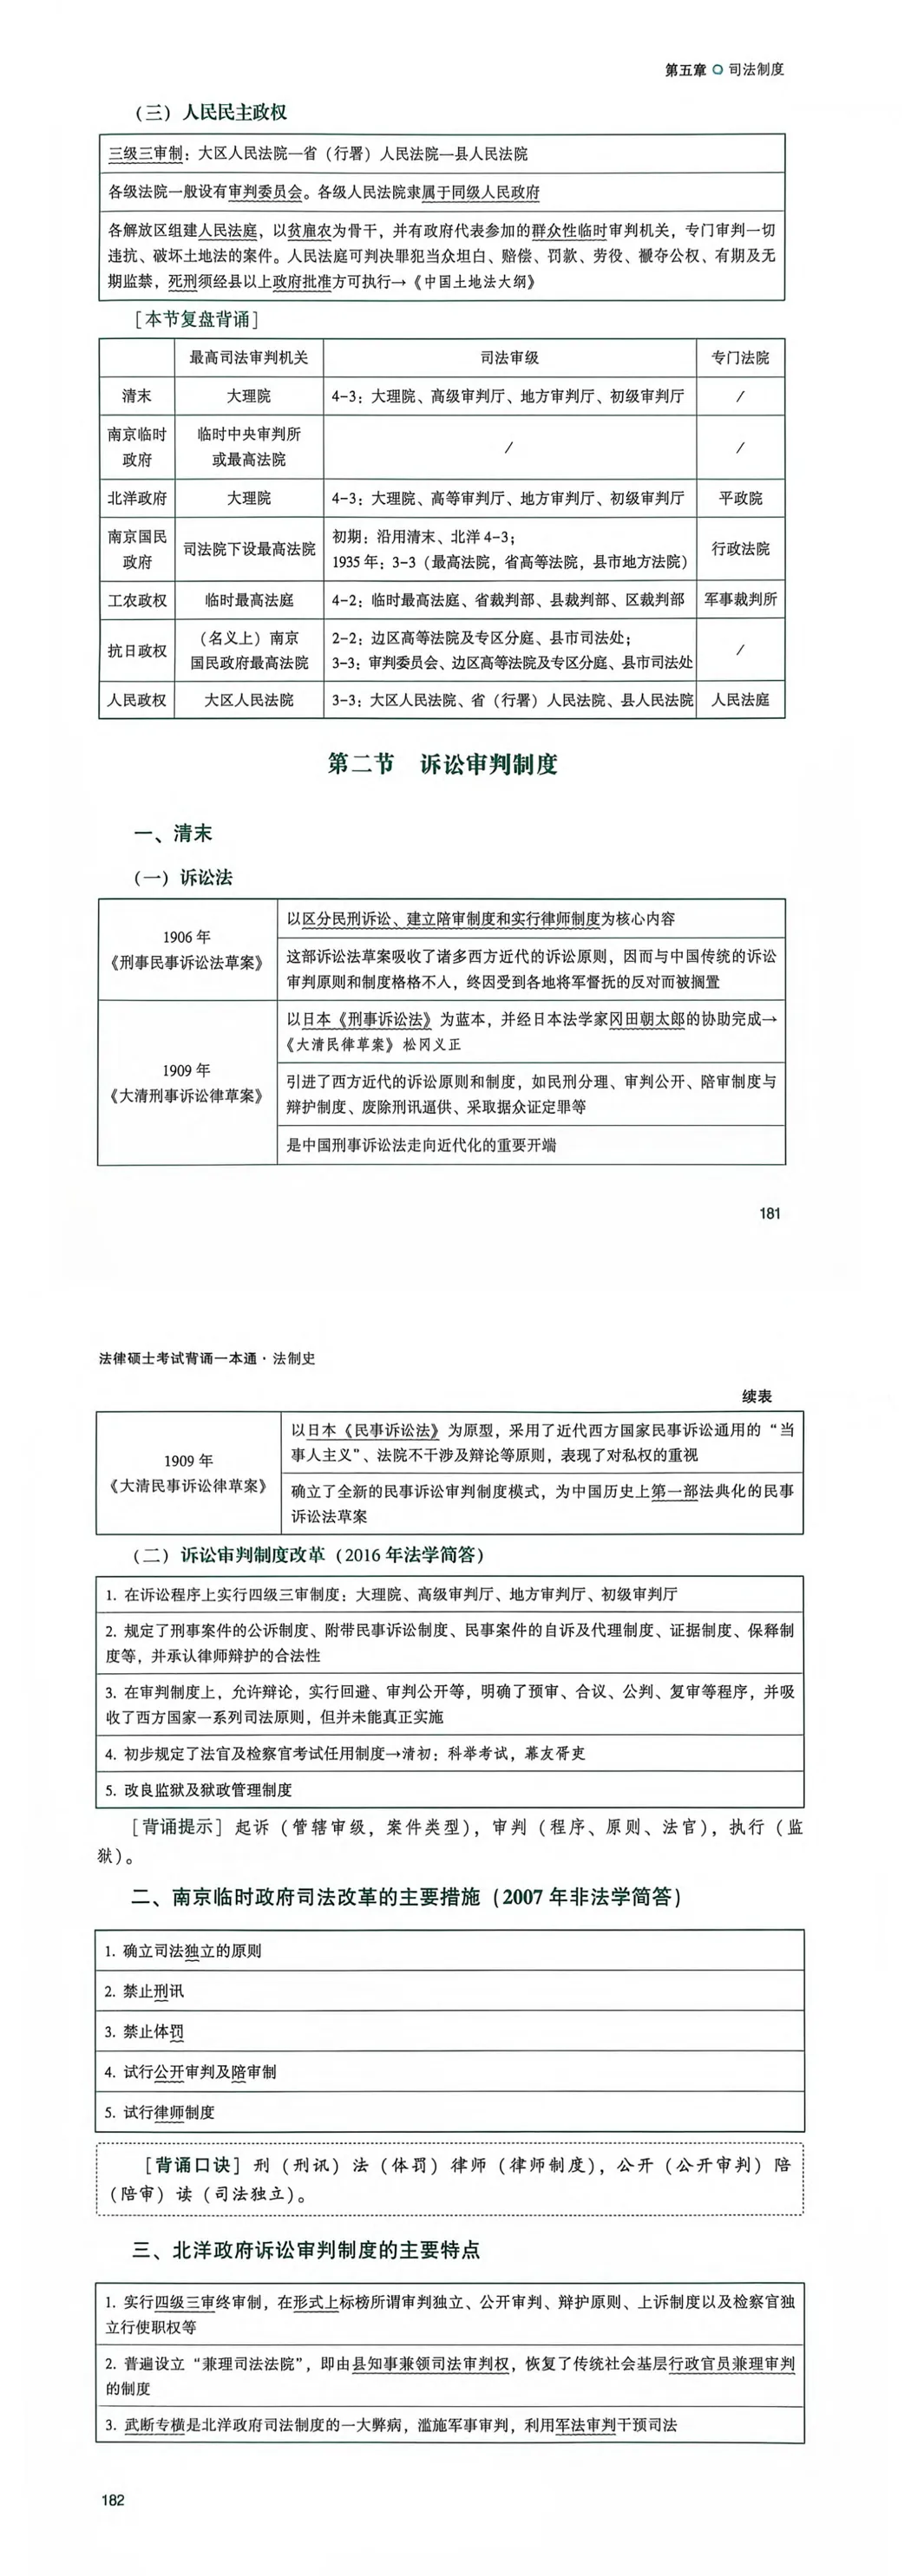 第五章 ○ 司法制度
（三）人民民主政权
三级三审制：大区人民法院—省（行署）人民法院—县人民法院
各级法院一般设有审判委员会。各级人民法院隶属于同级人民政府
各解放区组建人民法庭，以贫雇农为骨干，并有政府代表参加的群众性临时审判机关，专门审判一切
违抗、破坏土地法的案件。人民法庭可判决罪犯当众坦白、赔偿、罚款、劳役、褫夺公权、有期及无
期监禁，死刑须经县以上政府批准方可执行→《中国土地法大纲》
［本节复盘背诵］
最高司法审判机关 司法审级 专门法院
清末 大理院 4-3：大理院、高级审判厅、地方审判厅、初级审判厅 /
南京临时 临时中央审判所
政府 或最高法院 / /
北洋政府 大理院 4-3：大理院、高等审判厅、地方审判厅、初级审判厅 平政院
南京国民 初期：沿用清末、北洋 4-3；
政府 司法院下设最高法院 1935 年：3-3（最高法院，省高等法院，县市地方法院） 行政法院
工农政权 临时最高法庭 4-2：临时最高法庭、省裁判部、县裁判部、区裁判部 军事裁判所
抗日政权 （名义上）南京 2-2：边区高等法院及专区分庭、县市司法处； /
国民政府最高法院 3-3：审判委员会、边区高等法院及专区分庭、县市司法处
人民政权 大区人民法院 3-3：大区人民法院、省（行署）人民法院、县人民法院 人民法庭
第二节 诉讼审判制度
一、清末
（一）诉讼法
1906 年
《刑事民事诉讼法草案》
以区分民刑诉讼、建立陪审制度和实行律师制度为核心内容
这部诉讼法草案吸收了诸多西方近代的诉讼原则，因而与中国传统的诉讼
审判原则和制度格格不入，终因受到各地将军督抚的反对而被搁置
1909 年
《大清刑事诉讼律草案》
以日本《刑事诉讼法》为蓝本，并经日本法学家冈田朝太郎的协助完成→
《大清民律草案》松冈义正
引进了西方近代的诉讼原则和制度，如民刑分理、审判公开、陪审制度与
辩护制度、废除刑讯逼供、采取据众证定罪等
是中国刑事诉讼法走向近代化的重要开端
181
法律硕士考试背诵一本通·法制史
续表
1909 年
《大清民事诉讼律草案》
以日本《民事诉讼法》为原型，采用了近代西方国家民事诉讼通用的“当
事人主义”、法院不干涉及辩论等原则，表现了对私权的重视
确立了全新的民事诉讼审判制度模式，为中国历史上第一部法典化的民事
诉讼法草案
（二）诉讼审判制度改革（2016 年法学简答）
1. 在诉讼程序上实行四级三审制度：大理院、高级审判厅、地方审判厅、初级审判厅
2. 规定了刑事案件的公诉制度、附带民事诉讼制度、民事案件的自诉及代理制度、证据制度、保释制
度等，并承认律师辩护的合法性
3. 在审判制度上，允许辩论，实行回避、审判公开等，明确了预审、合议、公判、复审等程序，并吸
收了西方国家一系列司法原则，但并未能真正实施
4. 初步规定了法官及检察官考试任用制度→清初：科举考试，幕友胥吏
5. 改良监狱及狱政管理制度
［背诵提示］起诉（管辖审级，案件类型），审判（程序、原则、法官），执行（监
狱）。
二、南京临时政府司法改革的主要措施（2007 年非法学简答）
1. 确立司法独立的原则
2. 禁止刑讯
3. 禁止体罚
4. 试行公开审判及陪审制
5. 试行律师制度
［背诵口诀］刑（刑讯）法（体罚）律师（律师制度），公开（公开审判）陪
（陪审）读（司法独立）。
三、北洋政府诉讼审判制度的主要特点
1. 实行四级三审终审制，在形式上标榜所谓审判独立、公开审判、辩护原则、上诉制度以及检察官独
立行使职权等
2. 普遍设立“兼理司法法院”，即由县知事兼领司法审判权，恢复了传统社会基层行政官员兼理审判
的制度
3. 武断专横是北洋政府司法制度的一大弊病，滥施军事审判，利用军法审判干预司法
182